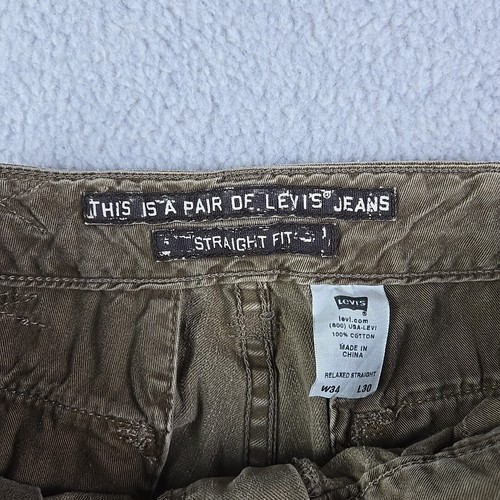 THIS IS A PAIR OF LEVI'S® JEANS
STRAIGHT FIT
LEVI'S
levi.com
(800) USA-LEVI
100% COTTON
MADE IN
CHINA
RELAXED STRAIGHT
W34 L30